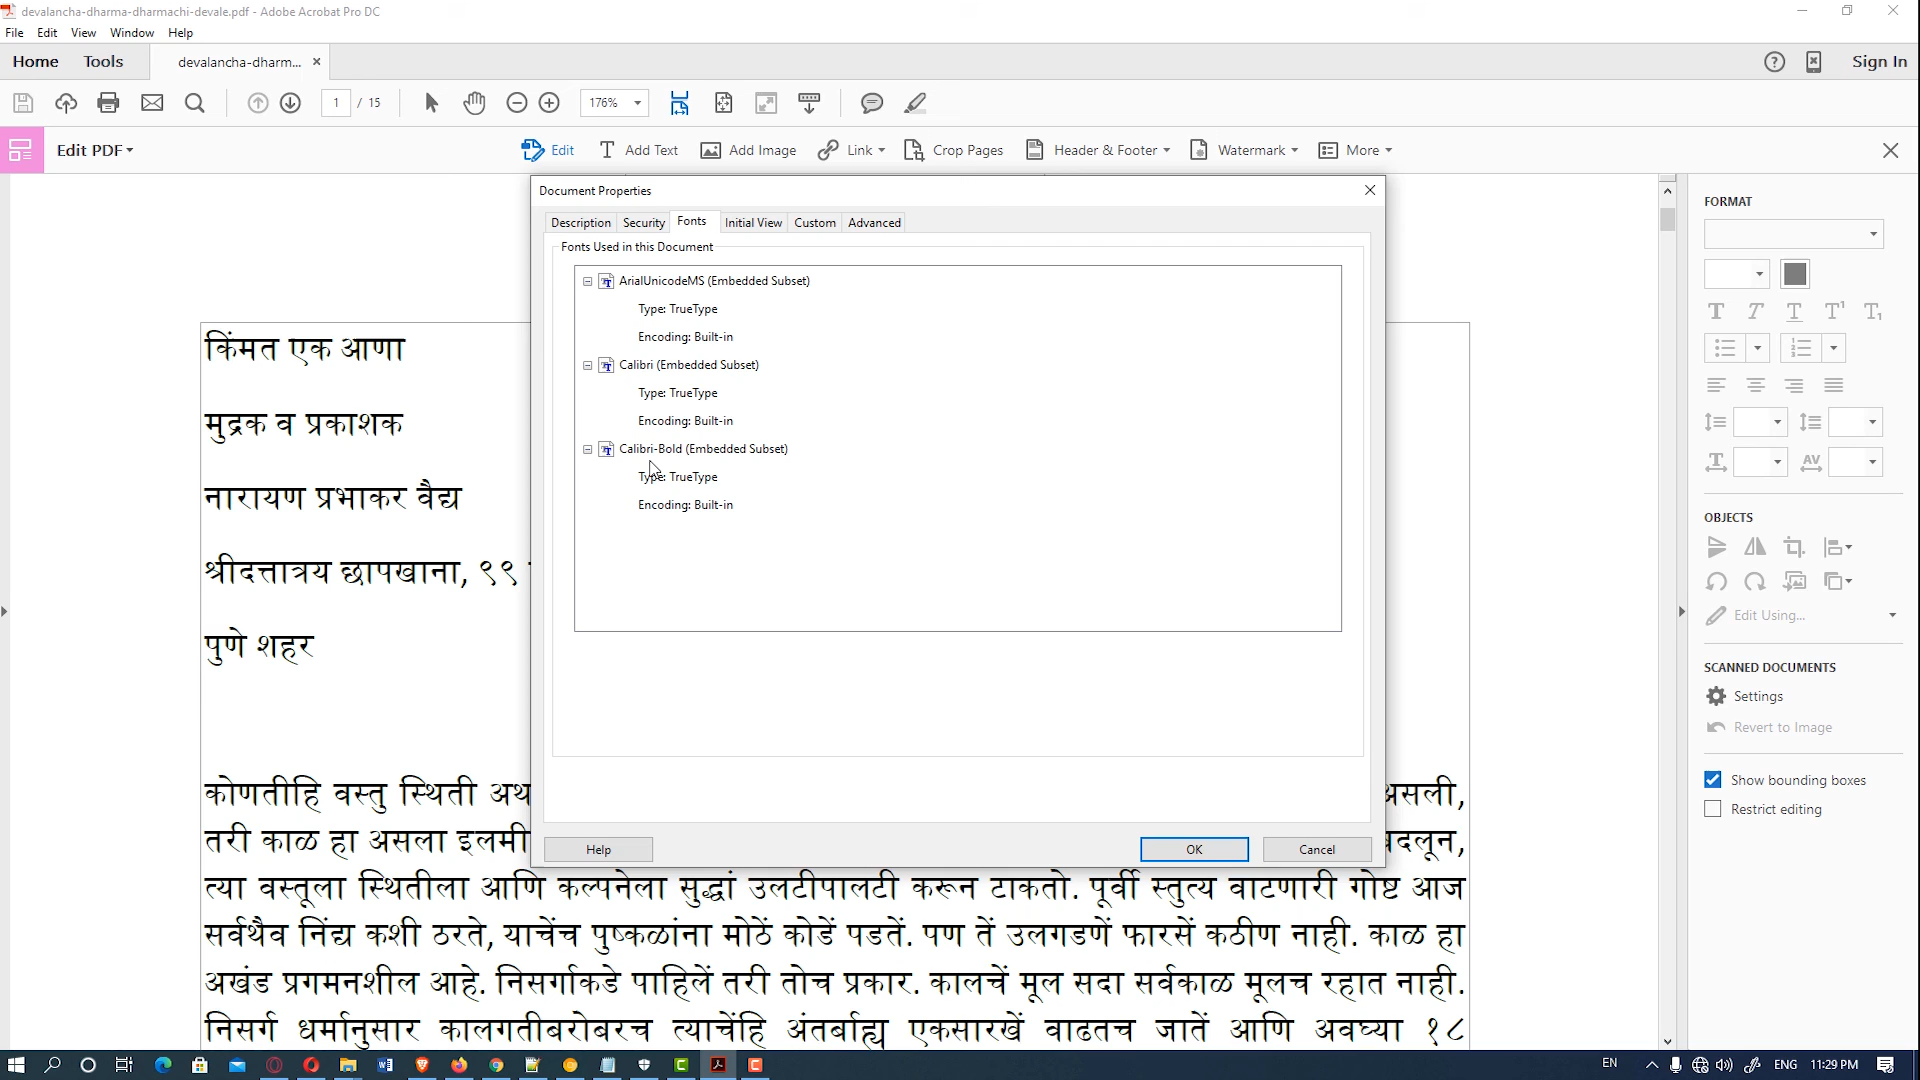 devalancha-dharma-dharmachi-devale.pdf - Adobe Acrobat Pro DC
File Edit View Window Help
Home Tools devalancha-dharm... × Sign In
1 / 15 176%
Edit PDF Edit Add Text Add Image Link Crop Pages Header & Footer Watermark More
Document Properties
Description Security Fonts Initial View Custom Advanced
Fonts Used in this Document
ArialUnicodeMS (Embedded Subset)
Type: TrueType
Encoding: Built-in
Calibri (Embedded Subset)
Type: TrueType
Encoding: Built-in
Calibri-Bold (Embedded Subset)
Type: TrueType
Encoding: Built-in
Help OK Cancel
किंमत एक आणा
मुद्रक व प्रकाशक
नारायण प्रभाकर वैद्य
श्रीदत्तात्रय छापखाना, ९९
पुणे शहर
कोणतीहि वस्तु स्थिती असली,
तरी काळ हा असला इलमी
त्या वस्तूला स्थितीला आणि कल्पनेला सुद्धां उलटीपालटी करून टाकतो. पूर्वी स्तुत्य वाटणारी गोष्ट आज
सर्वथैव निंद्य कशी ठरते, याचेंच पुष्कळांना मोठें कोडें पडतें. पण तें उलगडणें फारसें कठीण नाही. काळ हा
अखंड प्रगमनशील आहे. निसर्गाकडे पाहिलें तरी तोच प्रकार. कालचें मूल सदा सर्वकाळ मूलच रहात नाही.
निसर्ग धर्मानुसार कालगतीबरोबरच त्याचेंहि अंतर्बाह्य एकसारखें वाढतच जातें आणि अवघ्या १८
FORMAT
OBJECTS
Edit Using...
SCANNED DOCUMENTS
Settings
Revert to Image
Show bounding boxes
Restrict editing
EN ENG 11:29 PM